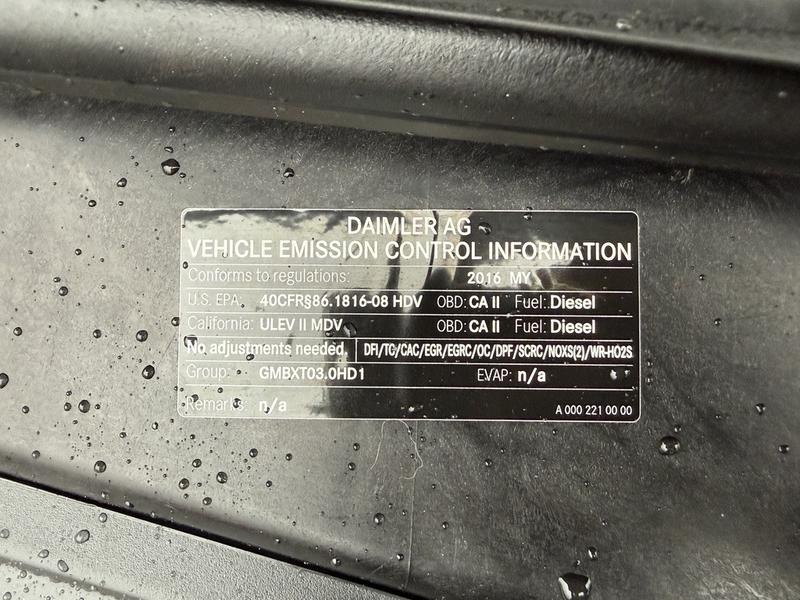 DAIMLER AG
VEHICLE EMISSION CONTROL INFORMATION
Conforms to regulations: 2016 MY
U.S. EPA: 40CFR§86.1816-08 HDV OBD: CA II Fuel: Diesel
California: ULEV II MDV OBD: CA II Fuel: Diesel
No adjustments needed. DFI/TC/CAC/EGR/EGRC/OC/DPF/SCRC/NOXS(2)/WR-HO2S
Group: GMBXT03.0HD1 EVAP: n/a
Remarks: n/a A 000 221 00 00